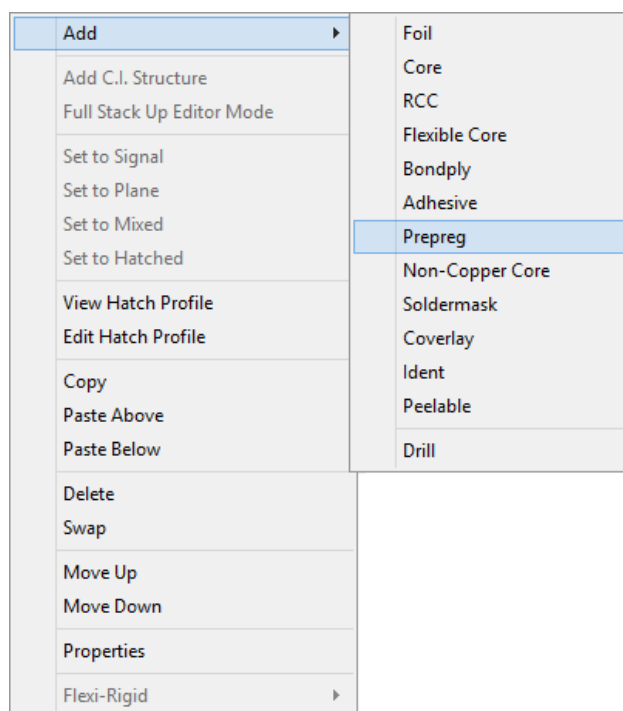 Add
Add C.I. Structure
Full Stack Up Editor Mode
Set to Signal
Set to Plane
Set to Mixed
Set to Hatched
View Hatch Profile
Edit Hatch Profile
Copy
Paste Above
Paste Below
Delete
Swap
Move Up
Move Down
Properties
Flexi-Rigid
Foil
Core
RCC
Flexible Core
Bondply
Adhesive
Prepreg
Non-Copper Core
Soldermask
Coverlay
Ident
Peelable
Drill